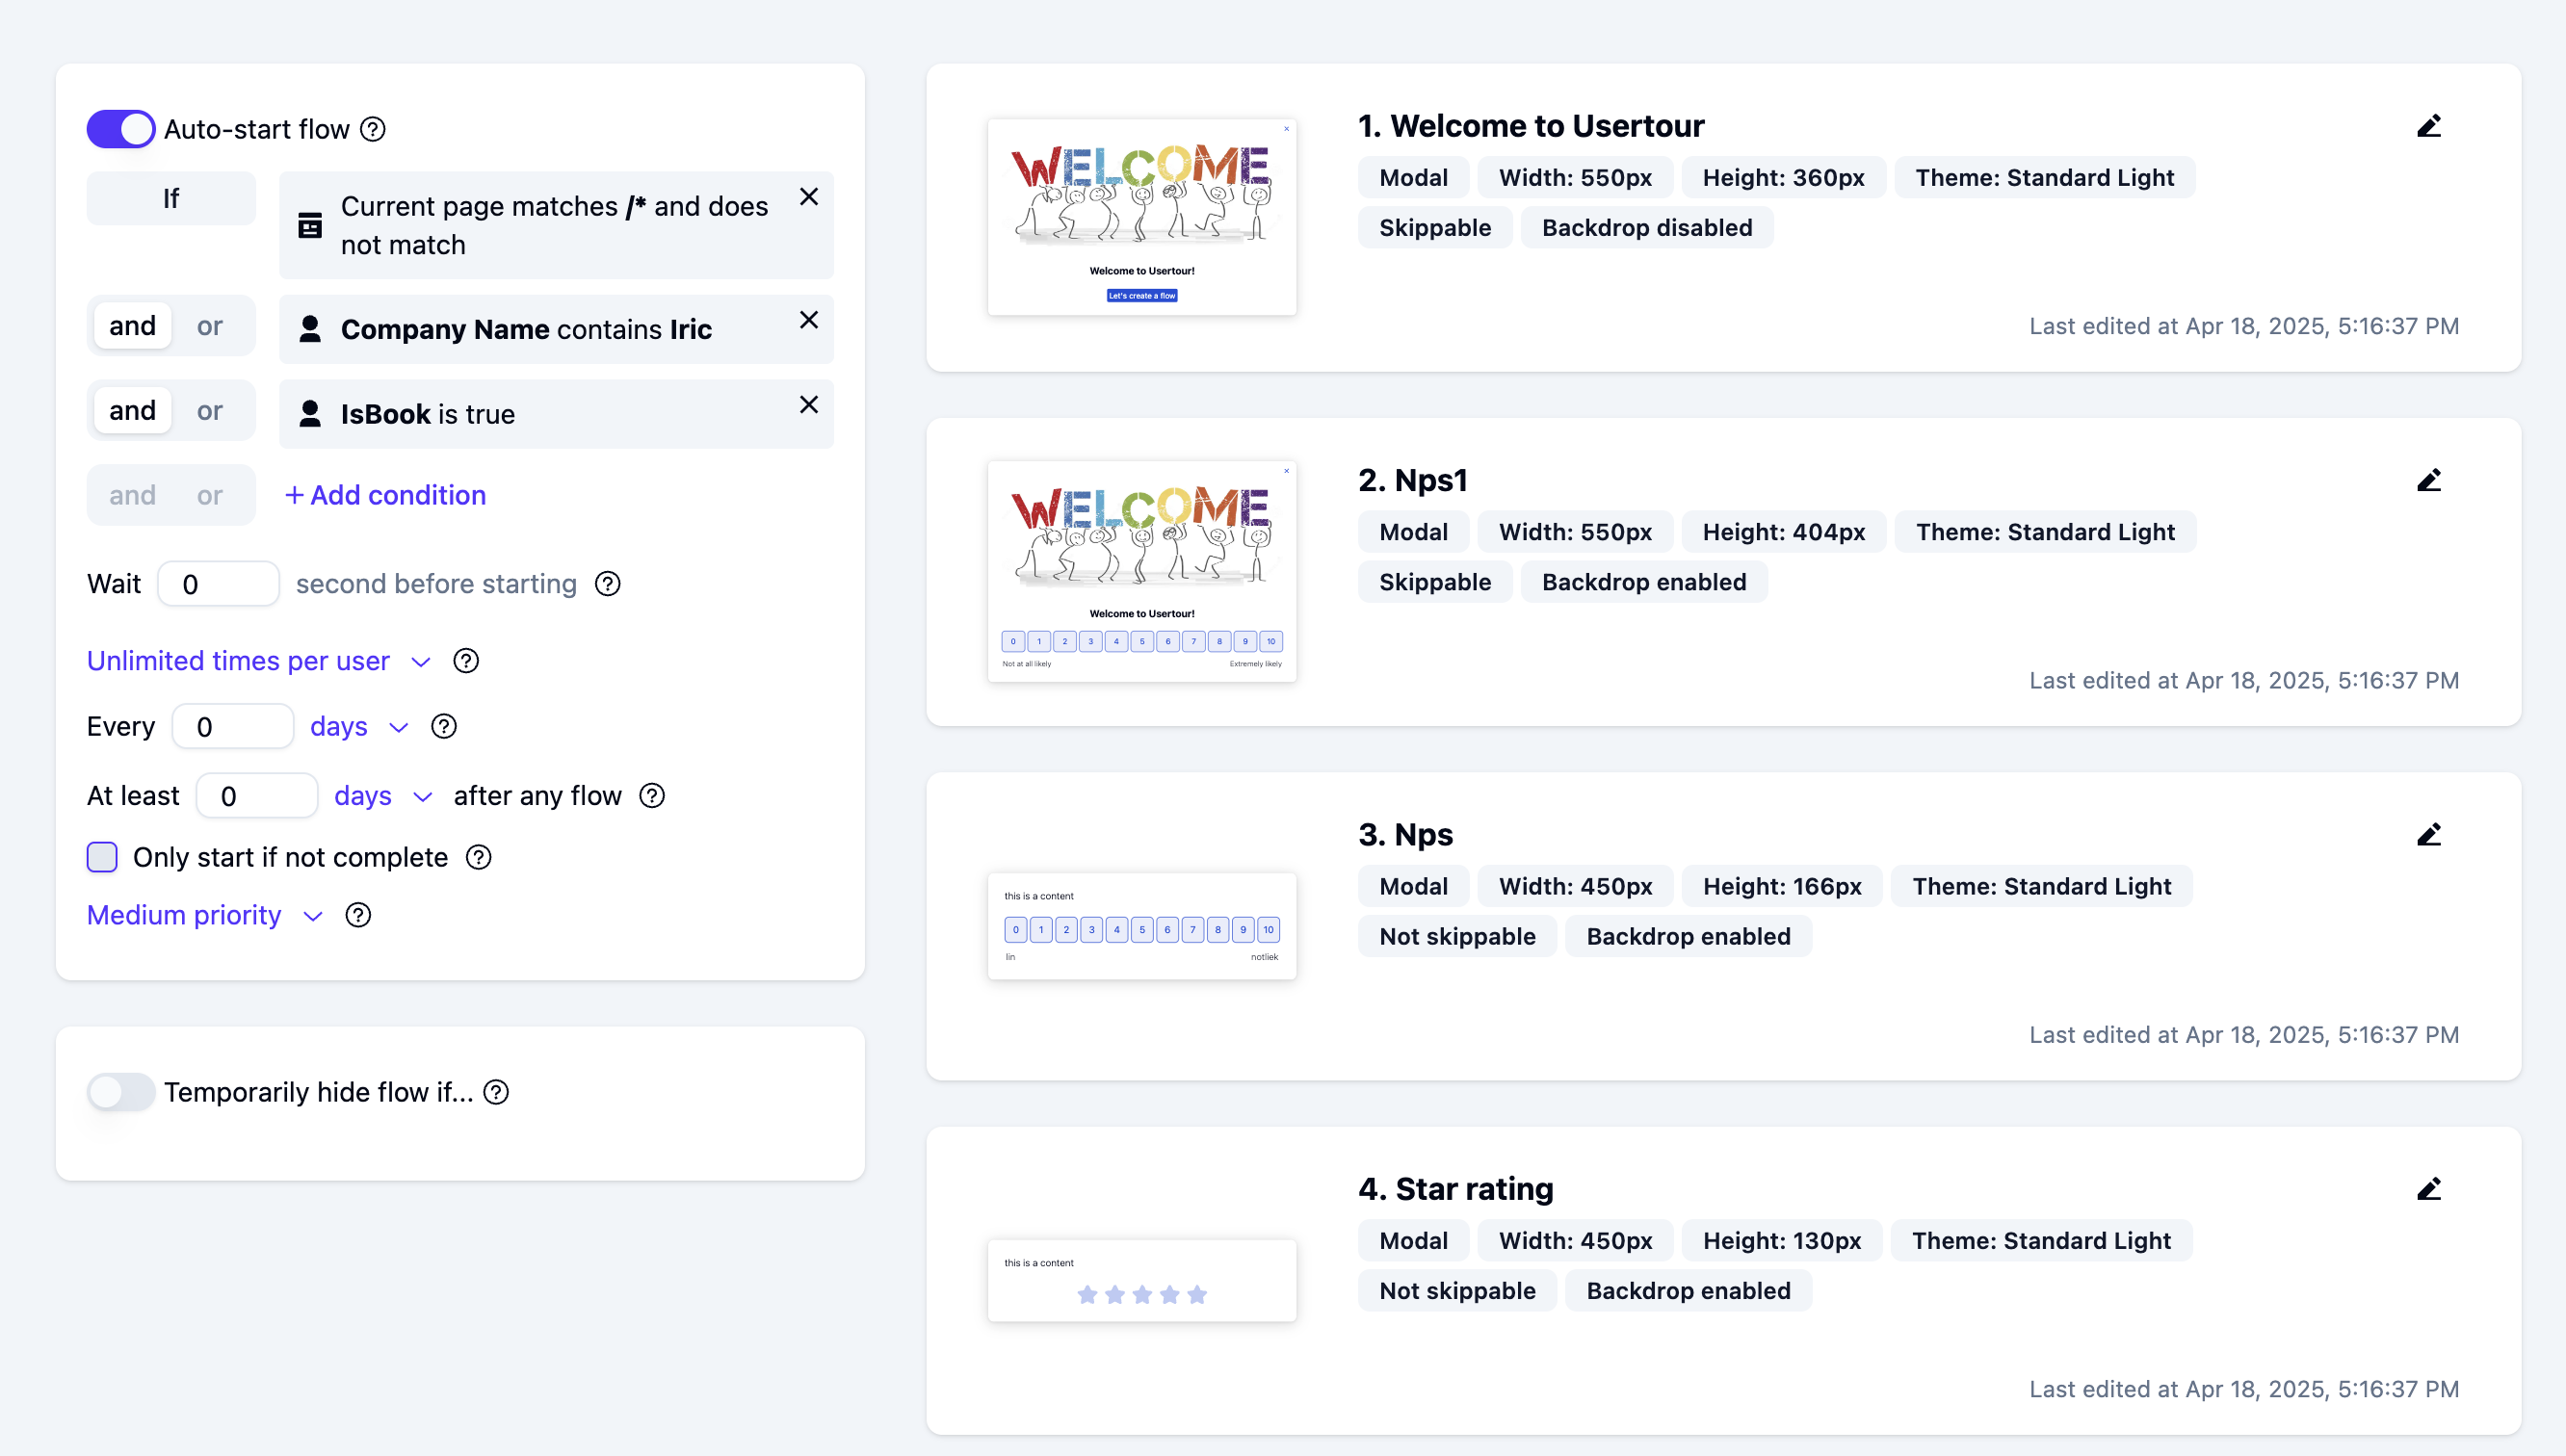 Auto-start flow
If
Current page matches /* and does
not match
and or
Company Name contains Iric
and or
IsBook is true
and or
+ Add condition
Wait 0 second before starting
Unlimited times per user
Every 0 days
At least 0 days after any flow
Only start if not complete
Medium priority
Temporarily hide flow if...
WELCOME
Welcome to Usertour!
Let's create a flow
1. Welcome to Usertour
Modal Width: 550px Height: 360px Theme: Standard Light
Skippable Backdrop disabled
Last edited at Apr 18, 2025, 5:16:37 PM
WELCOME
Welcome to Usertour!
0 1 2 3 4 5 6 7 8 9 10
Not at all likely Extremely likely
2. Nps1
Modal Width: 550px Height: 404px Theme: Standard Light
Skippable Backdrop enabled
Last edited at Apr 18, 2025, 5:16:37 PM
this is a content
0 1 2 3 4 5 6 7 8 9 10
lin notliek
3. Nps
Modal Width: 450px Height: 166px Theme: Standard Light
Not skippable Backdrop enabled
Last edited at Apr 18, 2025, 5:16:37 PM
this is a content
4. Star rating
Modal Width: 450px Height: 130px Theme: Standard Light
Not skippable Backdrop enabled
Last edited at Apr 18, 2025, 5:16:37 PM